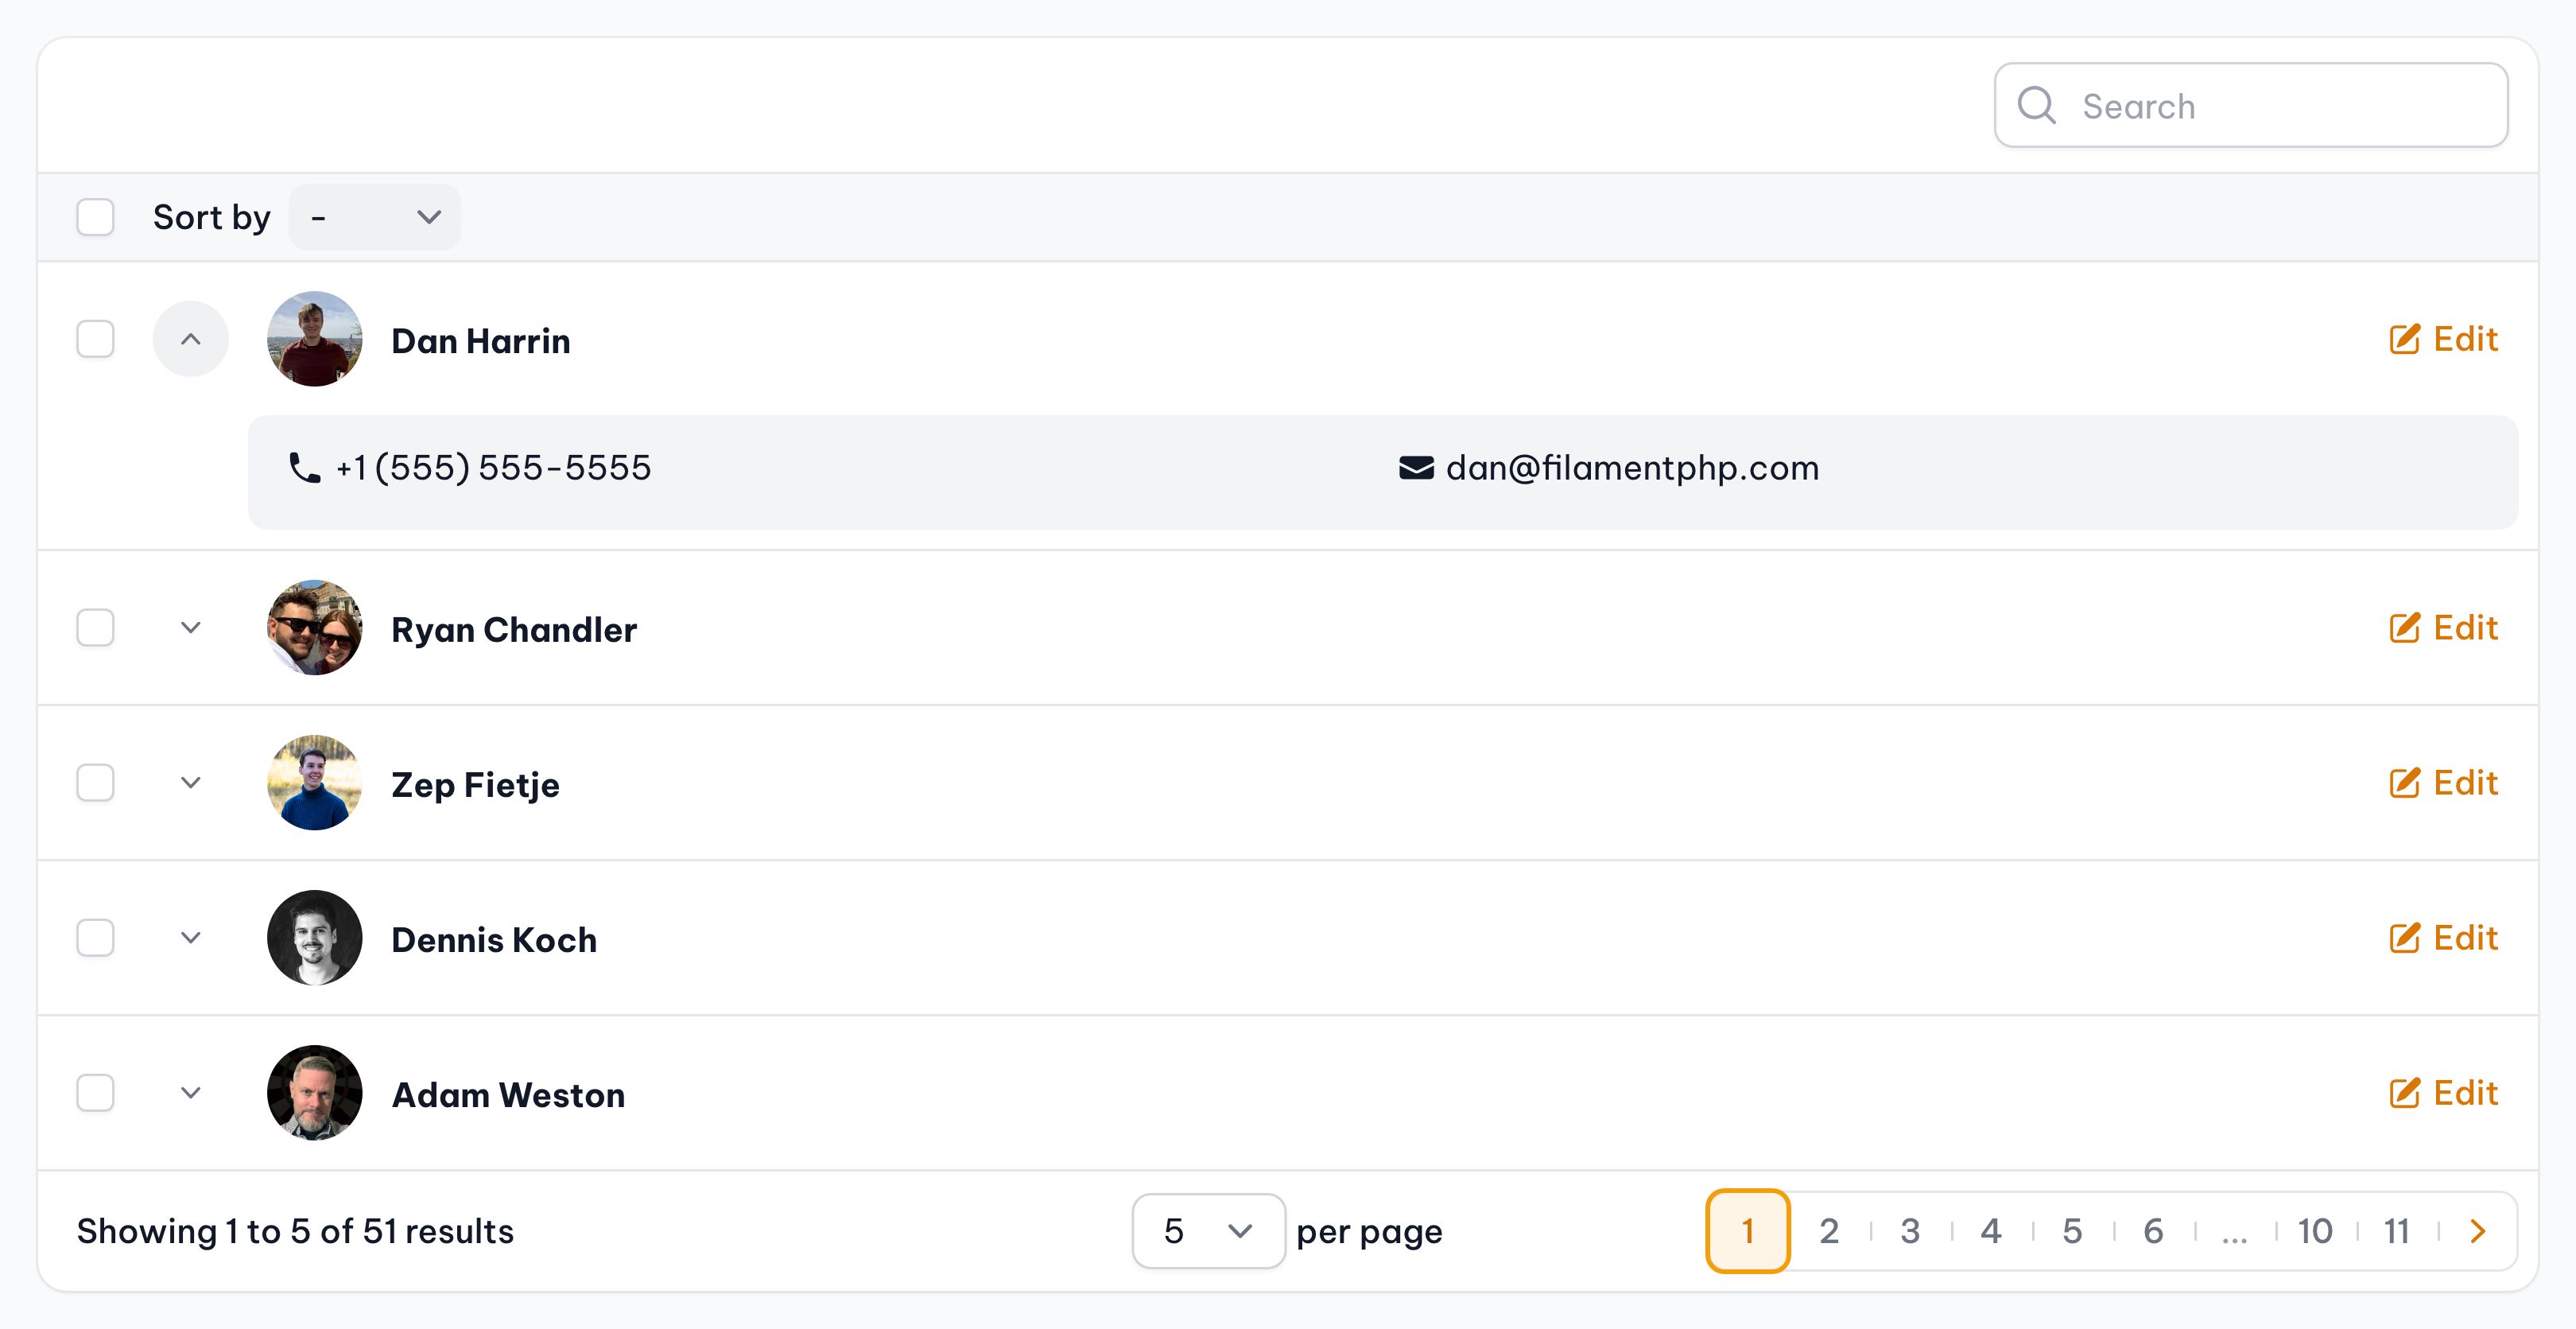 Search
Sort by -
Dan Harrin Edit
+1 (555) 555-5555 dan@filamentphp.com
Ryan Chandler Edit
Zep Fietje Edit
Dennis Koch Edit
Adam Weston Edit
Showing 1 to 5 of 51 results 5 per page 1 2 3 4 5 6 ... 10 11